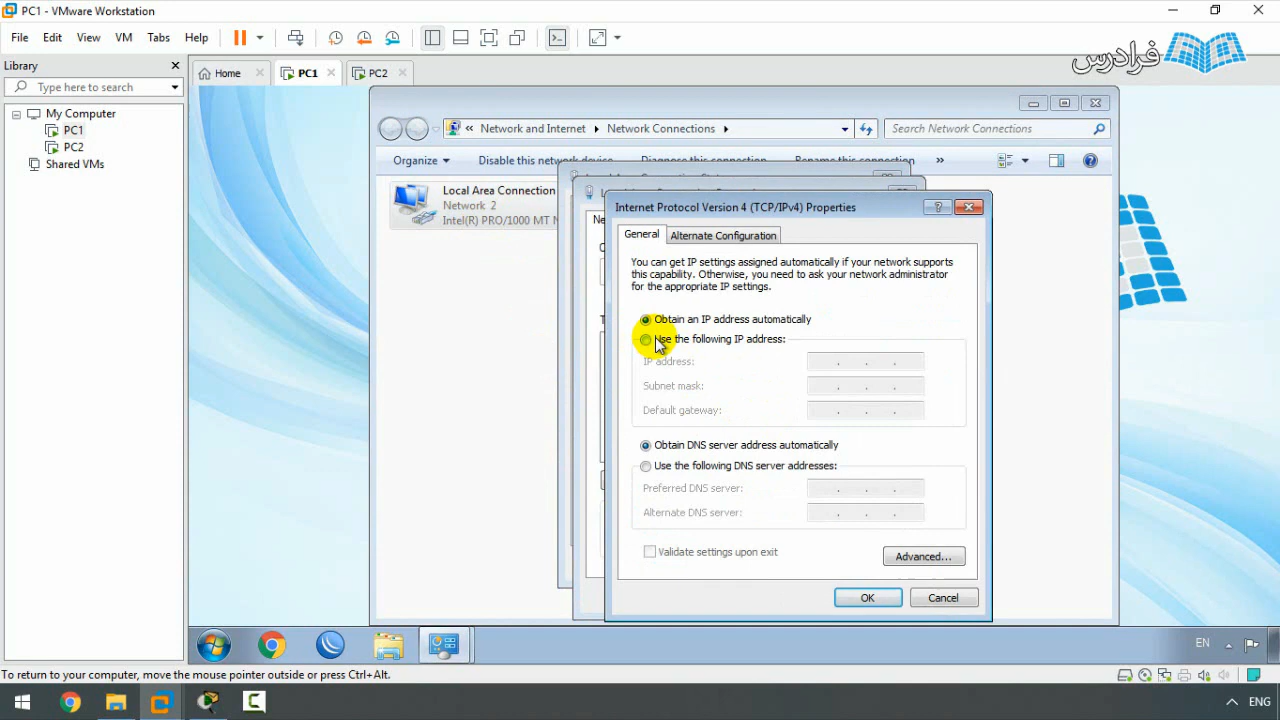 PC1 - VMware Workstation
File Edit View VM Tabs Help
فرادرس
Library
Type here to search
My Computer
PC1
PC2
Shared VMs
Home
PC1
PC2
« Network and Internet Network Connections
Search Network Connections
Organize Disable this network device Diagnose this connection Rename this connection »
Local Area Connection
Network 2
Intel(R) PRO/1000 MT N
Internet Protocol Version 4 (TCP/IPv4) Properties
General Alternate Configuration
You can get IP settings assigned automatically if your network supports
this capability. Otherwise, you need to ask your network administrator
for the appropriate IP settings.
Obtain an IP address automatically
Use the following IP address:
IP address:
Subnet mask:
Default gateway:
Obtain DNS server address automatically
Use the following DNS server addresses:
Preferred DNS server:
Alternate DNS server:
Validate settings upon exit
Advanced...
OK Cancel
EN
To return to your computer, move the mouse pointer outside or press Ctrl+Alt.
ENG